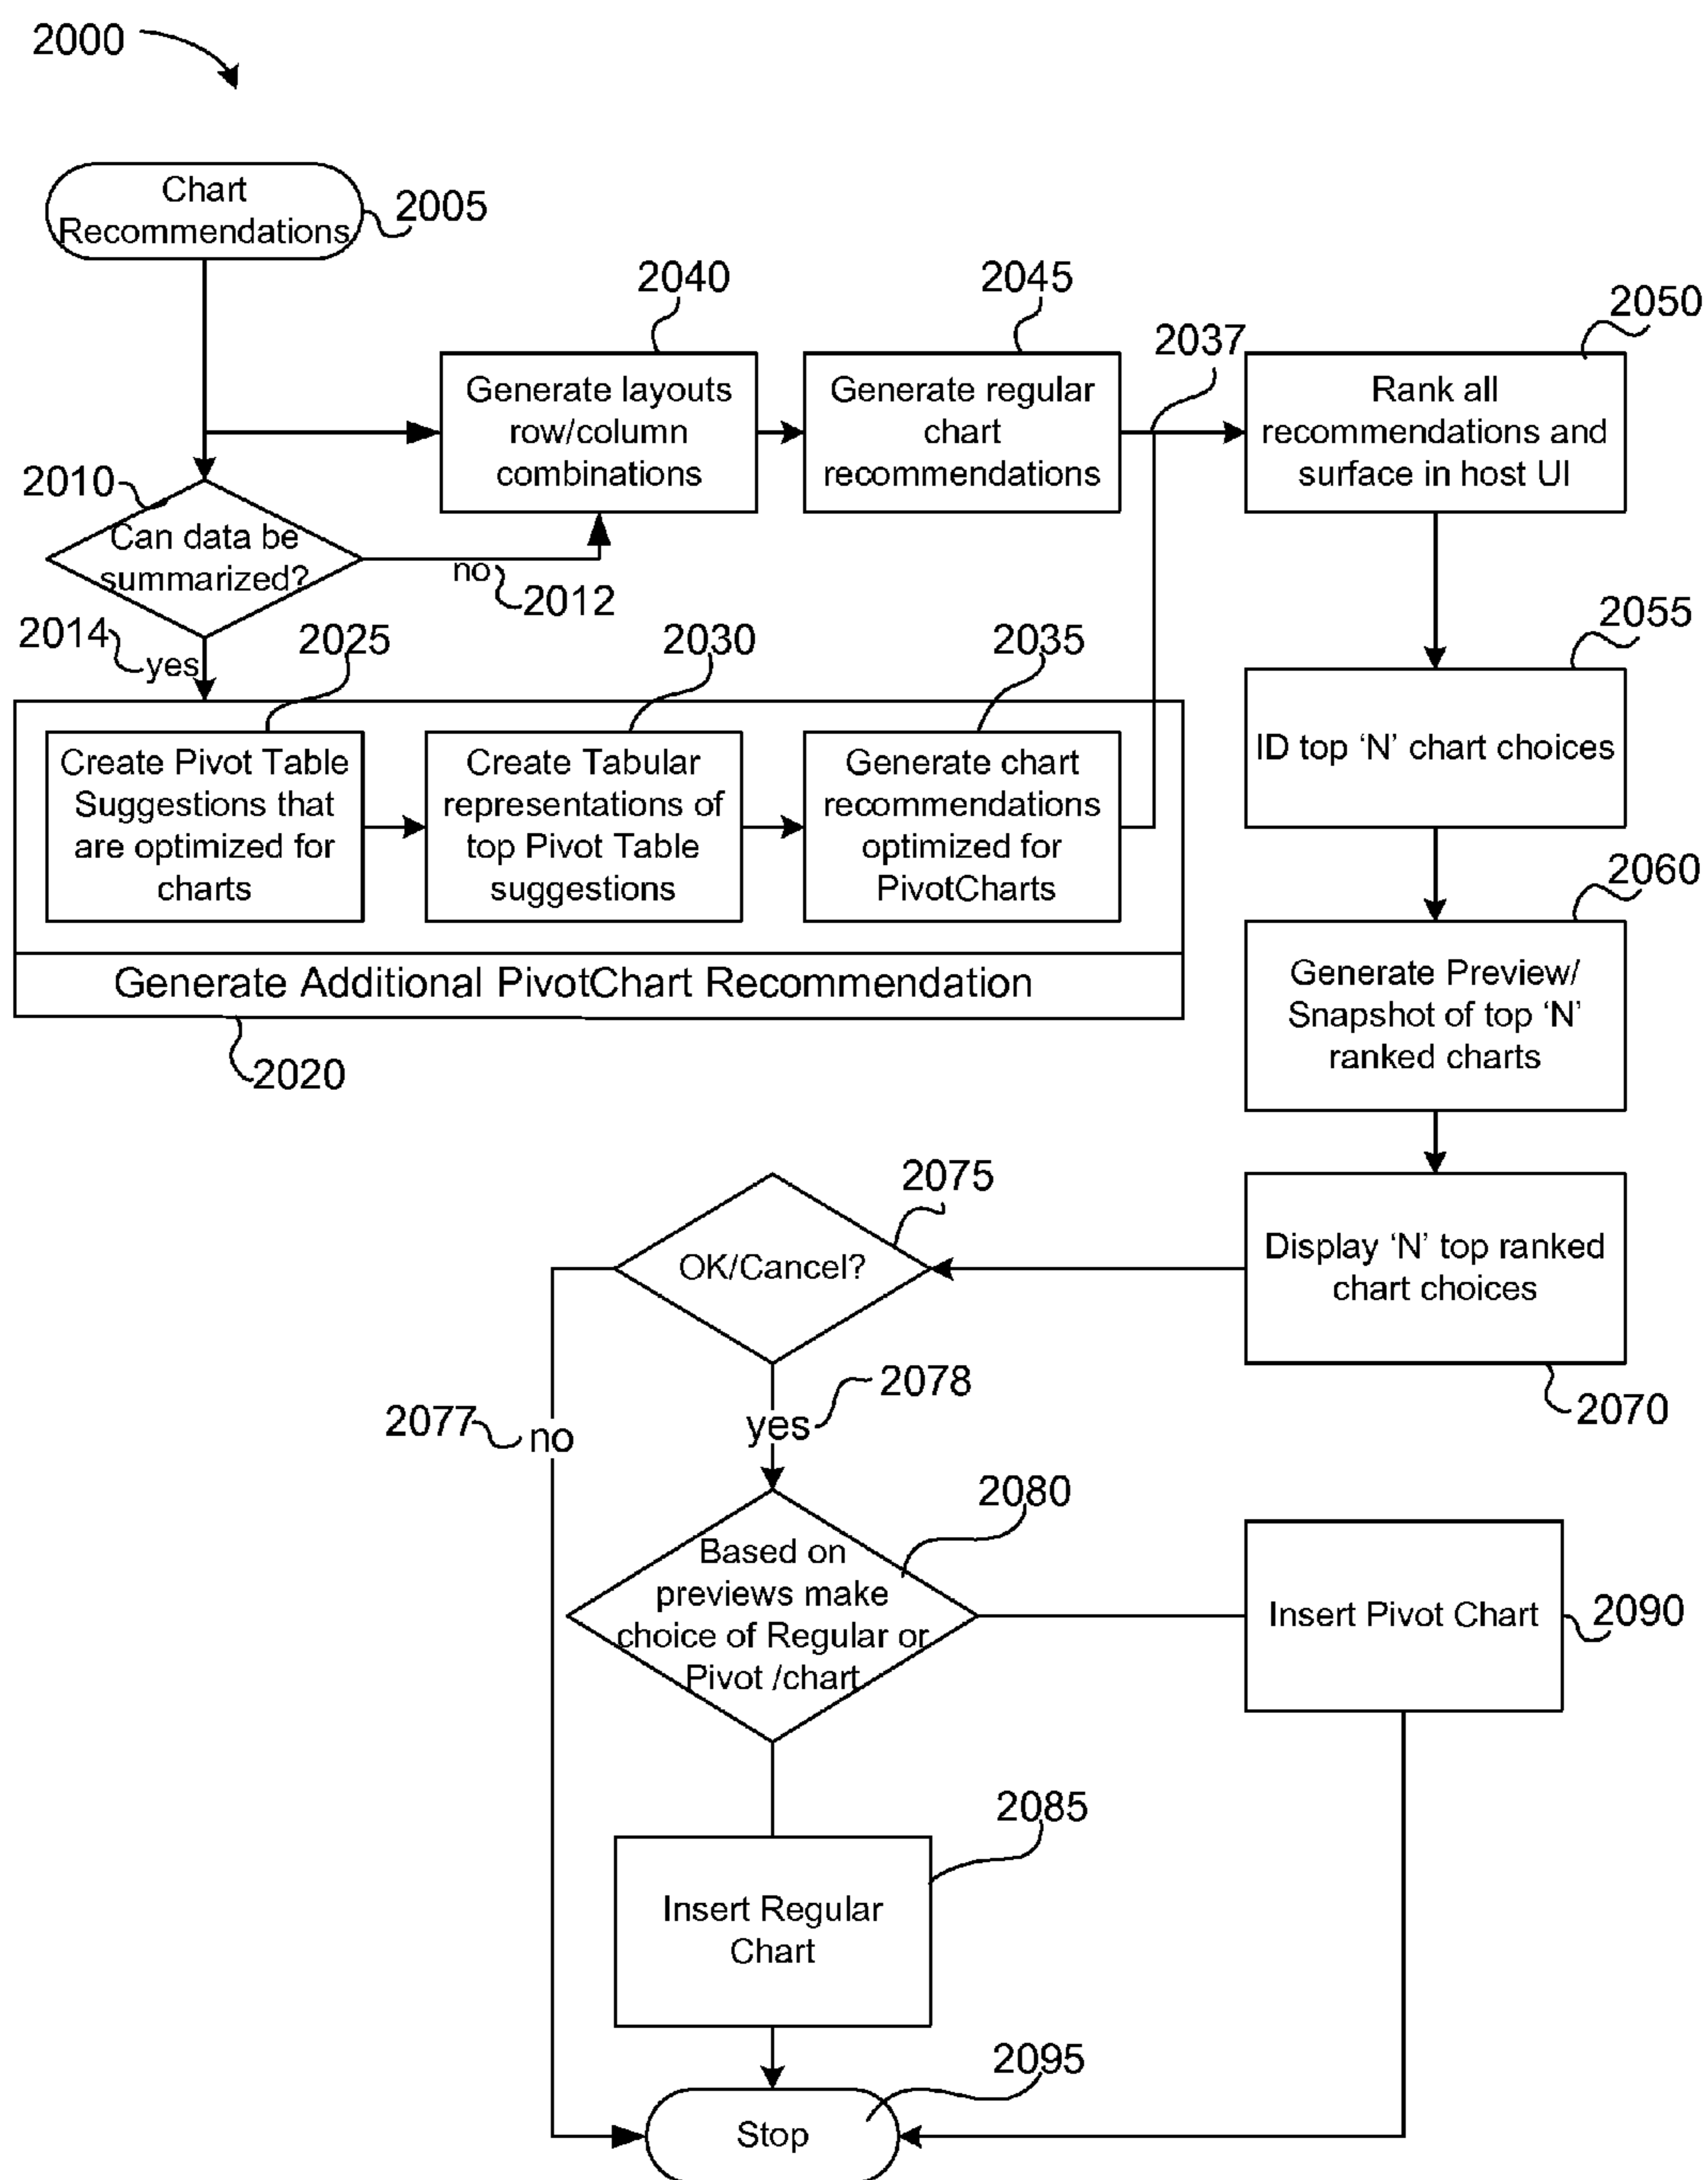 2000
Chart
Recommendations
2005
2040
2045
2037
2050
Generate layouts
row/column
combinations
Generate regular
chart
recommendations
Rank all
recommendations and
surface in host UI
2010
Can data be
summarized?
no
2012
2014
yes
2025
2030
2035
2055
Create Pivot Table
Suggestions that
are optimized for
charts
Create Tabular
representations of
top Pivot Table
suggestions
Generate chart
recommendations
optimized for
PivotCharts
ID top ‘N’ chart choices
Generate Additional PivotChart Recommendation
2020
2060
Generate Preview/
Snapshot of top ‘N’
ranked charts
2075
OK/Cancel?
Display ‘N’ top ranked
chart choices
2070
2077
no
2078
yes
2080
Based on
previews make
choice of Regular or
Pivot /chart
Insert Pivot Chart
2090
2085
Insert Regular
Chart
2095
Stop